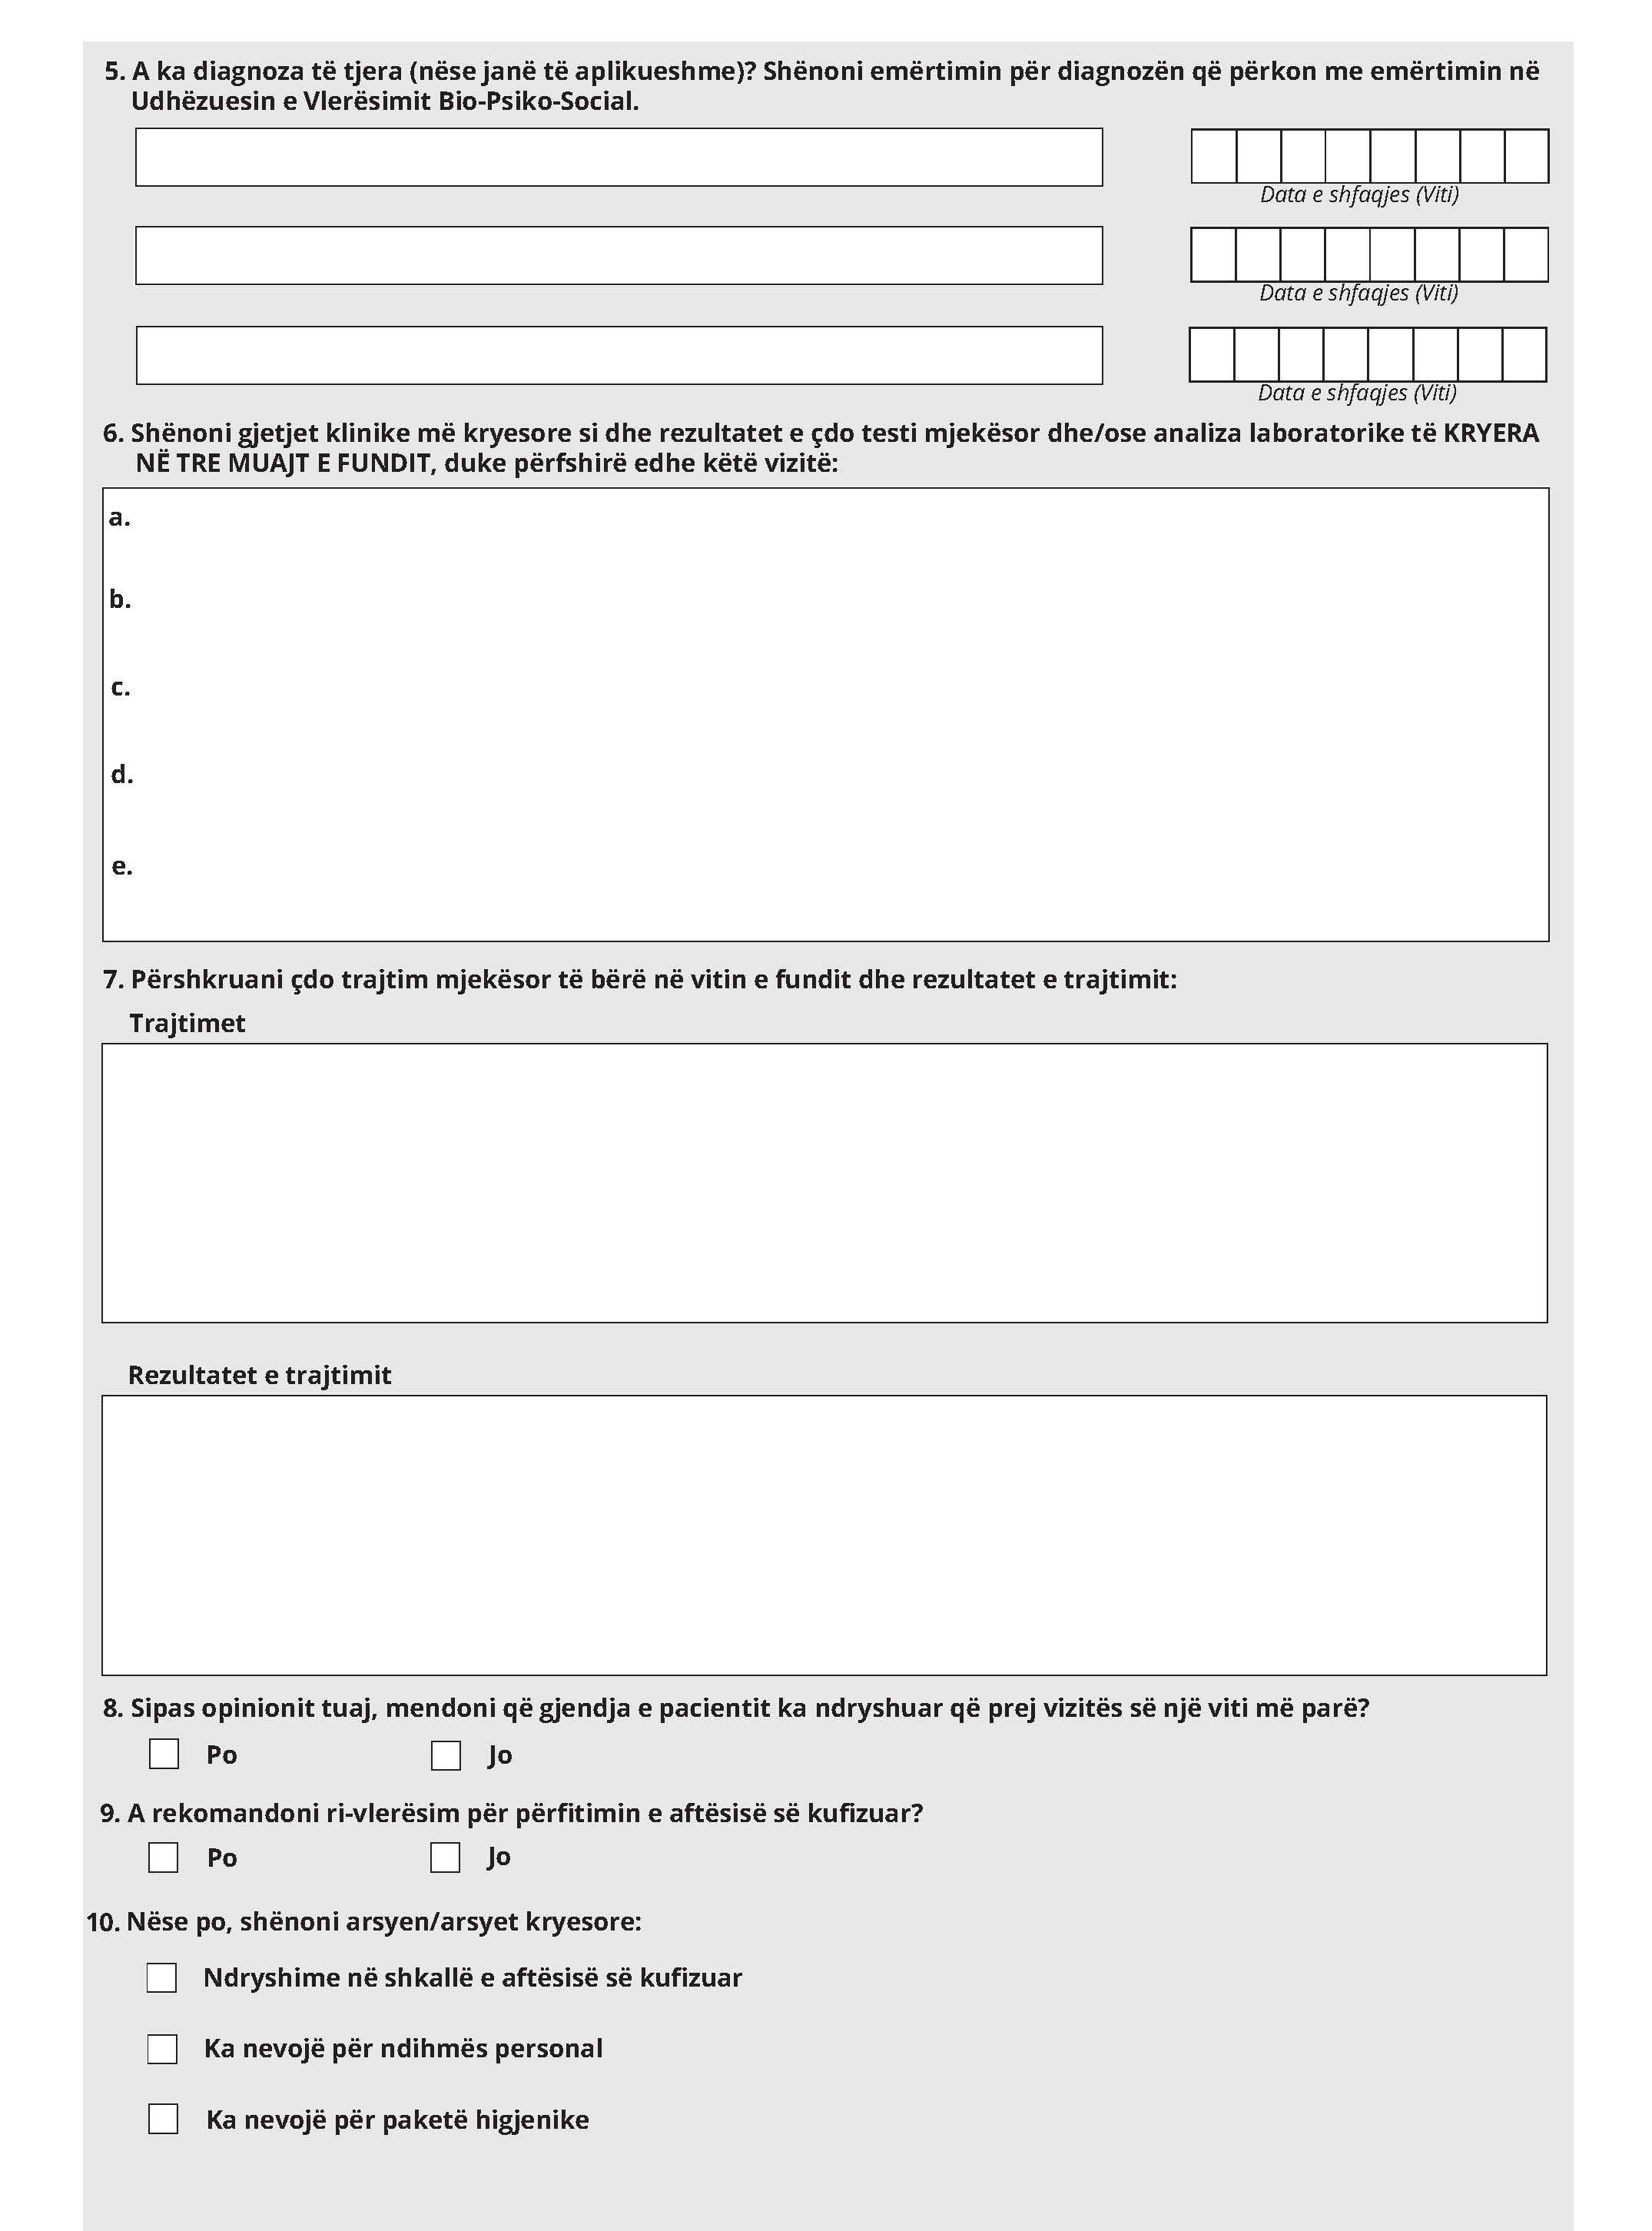 5. A ka diagnoza të tjera (nëse janë të aplikueshme)? Shënoni emërtimin për diagnozën që përkon me emërtimin në
Udhëzuesin e Vlerësimit Bio-Psiko-Social.
Data e shfaqjes (Viti)
Data e shfaqjes (Viti)
Data e shfaqjes (Viti)
6. Shënoni gjetjet klinike më kryesore si dhe rezultatet e çdo testi mjekësor dhe/ose analiza laboratorike të KRYERA
NË TRE MUAJT E FUNDIT, duke përfshirë edhe këtë vizitë:
a.
b.
c.
d.
e.
7. Përshkruani çdo trajtim mjekësor të bërë në vitin e fundit dhe rezultatet e trajtimit:
Trajtimet
Rezultatet e trajtimit
8. Sipas opinionit tuaj, mendoni që gjendja e pacientit ka ndryshuar që prej vizitës së një viti më parë?
Po Jo
9. A rekomandoni ri-vlerësim për përfitimin e aftësisë së kufizuar?
Po Jo
10. Nëse po, shënoni arsyen/arsyet kryesore:
Ndryshime në shkallë e aftësisë së kufizuar
Ka nevojë për ndihmës personal
Ka nevojë për paketë higjenike